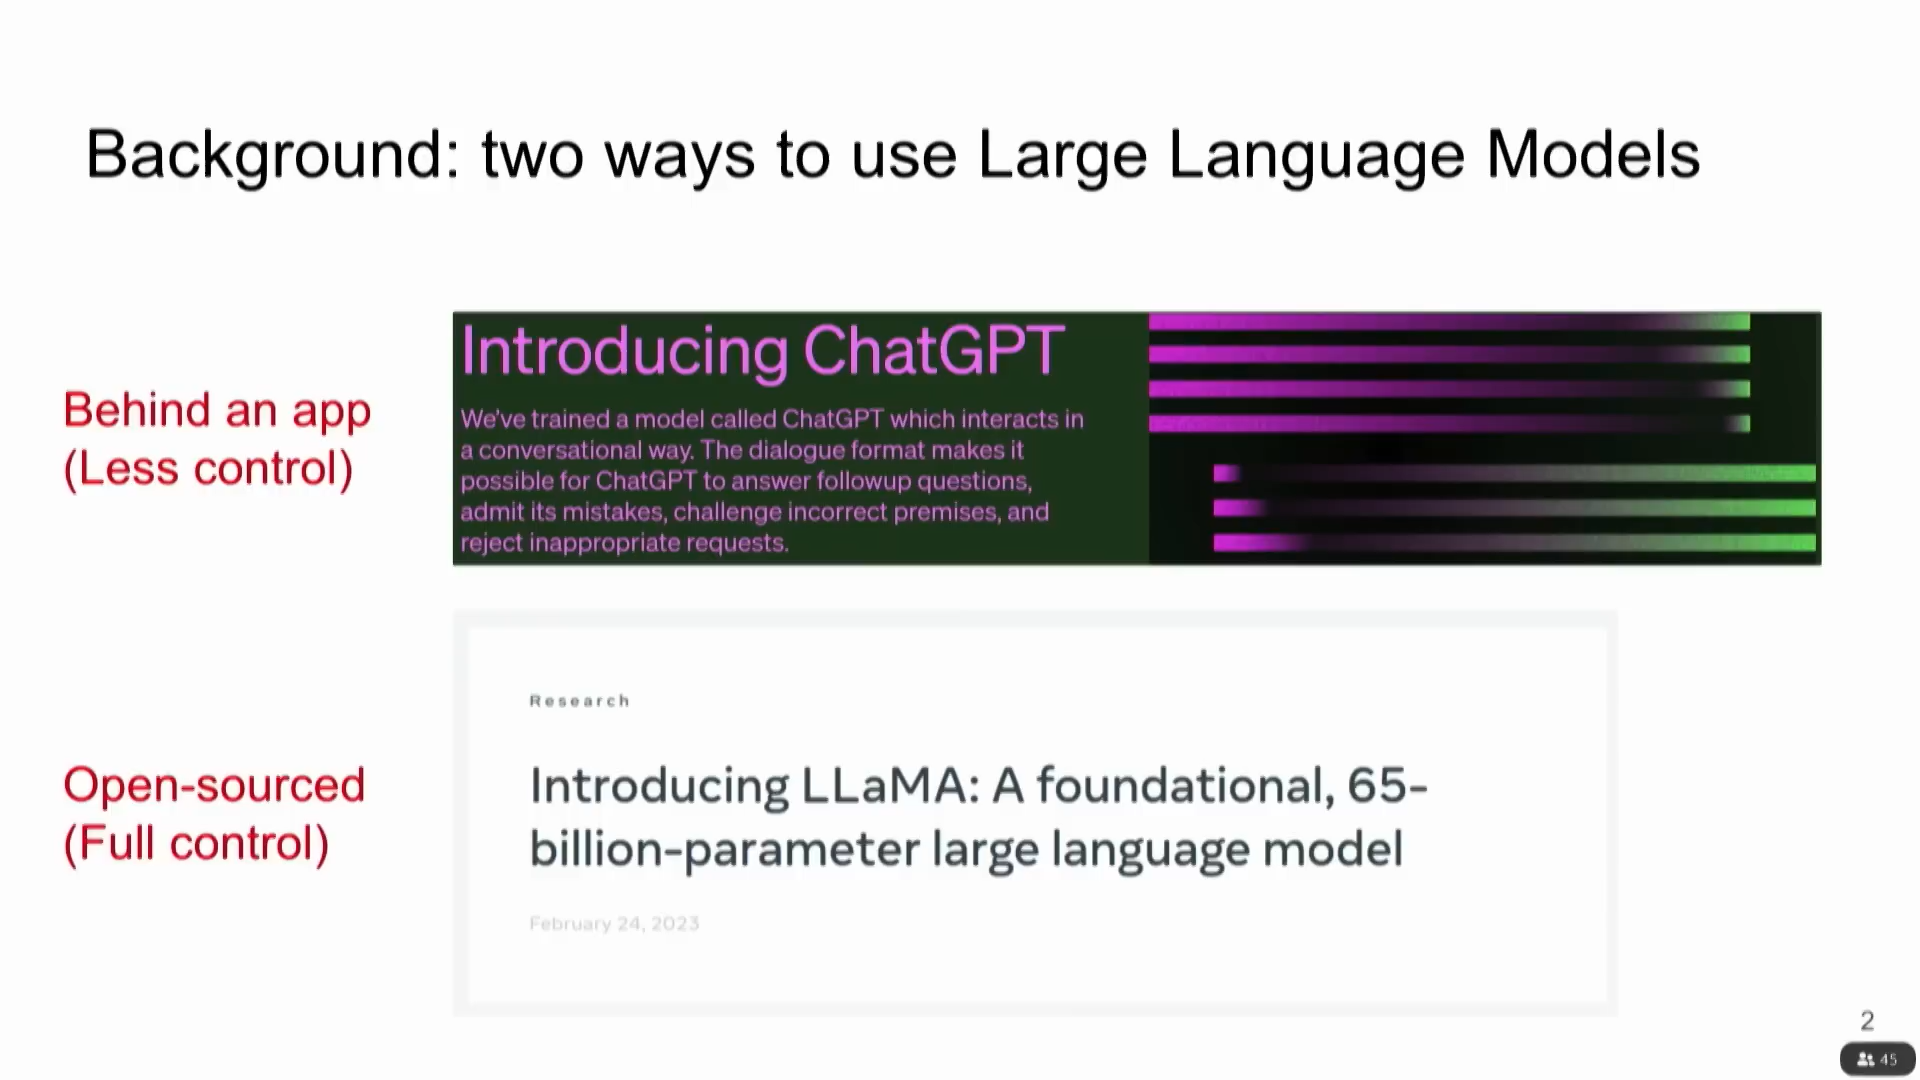 Background: two ways to use Large Language Models
Behind an app
(Less control)
Introducing ChatGPT
We've trained a model called ChatGPT which interacts in
a conversational way. The dialogue format makes it
possible for ChatGPT to answer followup questions,
admit its mistakes, challenge incorrect premises, and
reject inappropriate requests.
Open-sourced
(Full control)
Research
Introducing LLaMA: A foundational, 65-
billion-parameter large language model
February 24, 2023
2
45